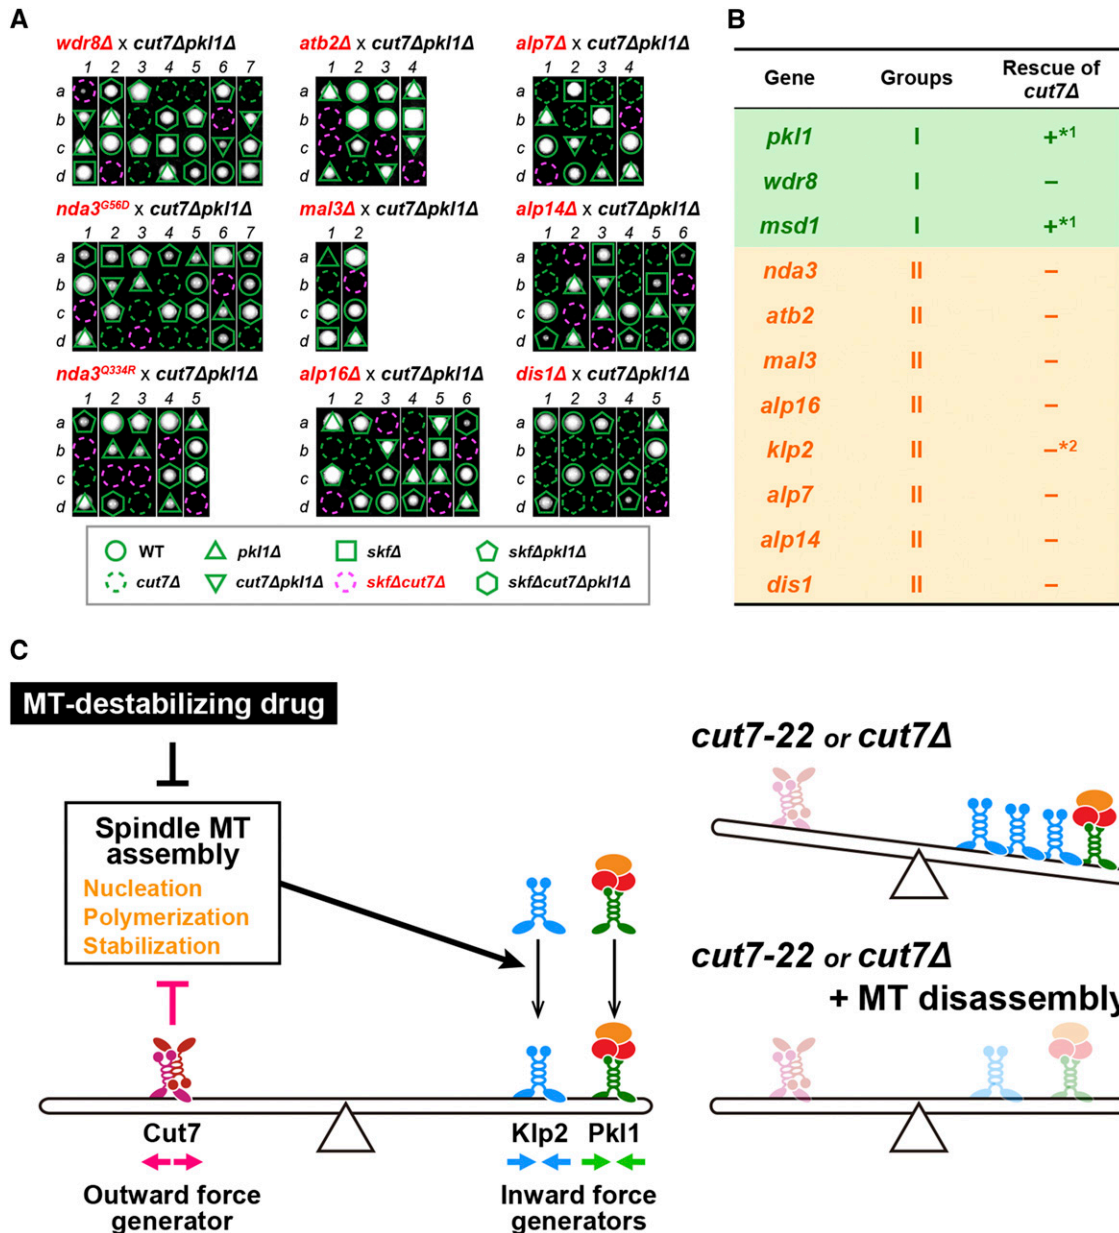 A
wdr8Δ x cut7Δpkl1Δ
1 2 3 4 5 6 7
a
b
c
d
atb2Δ x cut7Δpkl1Δ
1 2 3 4
a
b
c
d
alp7Δ x cut7Δpkl1Δ
1 2 3 4
a
b
c
d
nda3G56D x cut7Δpkl1Δ
1 2 3 4 5 6 7
a
b
c
d
mal3Δ x cut7Δpkl1Δ
1 2
a
b
c
d
alp14Δ x cut7Δpkl1Δ
1 2 3 4 5 6
a
b
c
d
nda3Q334R x cut7Δpkl1Δ
1 2 3 4 5
a
b
c
d
alp16Δ x cut7Δpkl1Δ
1 2 3 4 5 6
a
b
c
d
dis1Δ x cut7Δpkl1Δ
1 2 3 4 5
a
b
c
d
WT pkl1Δ skfΔ skfΔpkl1Δ
cut7Δ cut7Δpkl1Δ skfΔcut7Δ skfΔcut7Δpkl1Δ
B
Gene Groups Rescue of
cut7Δ
pkl1 I +*1
wdr8 I –
msd1 I +*1
nda3 II –
atb2 II –
mal3 II –
alp16 II –
klp2 II –*2
alp7 II –
alp14 II –
dis1 II –
C
MT-destabilizing drug
Spindle MT
assembly
Nucleation
Polymerization
Stabilization
Cut7
Outward force
generator
Klp2 Pkl1
Inward force
generators
cut7-22 or cut7Δ
cut7-22 or cut7Δ
+ MT disassembly